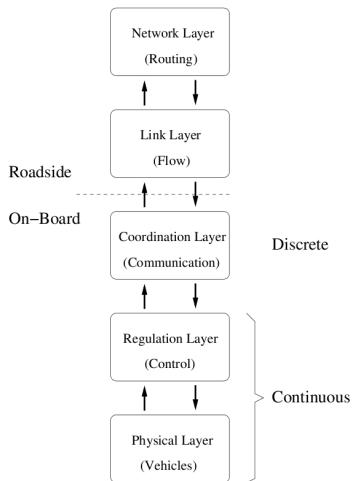 Network Layer
(Routing)
Link Layer
(Flow)
Roadside
On−Board
Coordination Layer
(Communication)
Discrete
Regulation Layer
(Control)
Continuous
Physical Layer
(Vehicles)